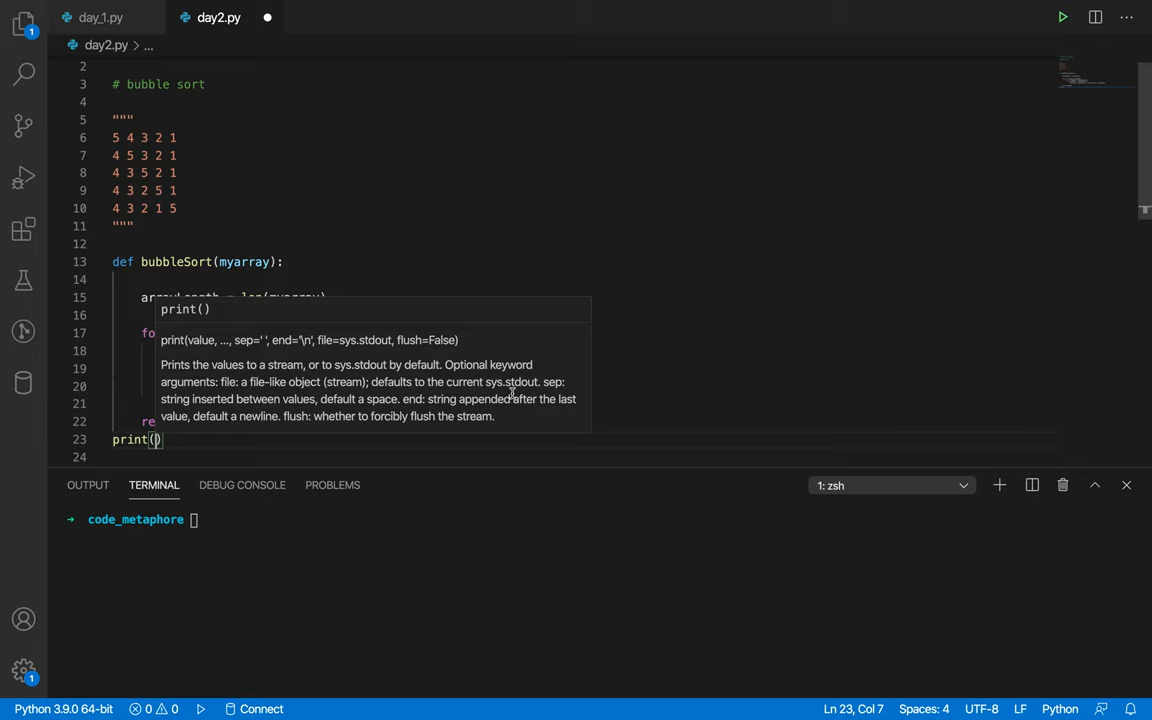 day_1.py day2.py
day2.py > ...
2
3 # bubble sort
4
5 """
6 5 4 3 2 1
7 4 5 3 2 1
8 4 3 5 2 1
9 4 3 2 5 1
10 4 3 2 1 5
11 """
12
13 def bubbleSort(myarray):
14
15 arrayLength = len(myarray)
16
print()
17 fo
print(value, ..., sep=' ', end='\n', file=sys.stdout, flush=False)
18
Prints the values to a stream, or to sys.stdout by default. Optional keyword
19
arguments: file: a file-like object (stream); defaults to the current sys.stdout. sep:
20
string inserted between values, default a space. end: string appended after the last
21
value, default a newline. flush: whether to forcibly flush the stream.
22 re
23 print()
24
OUTPUT TERMINAL DEBUG CONSOLE PROBLEMS 1: zsh
→ code_metaphore
1
1
Python 3.9.0 64-bit 0 0 Connect Ln 23, Col 7 Spaces: 4 UTF-8 LF Python